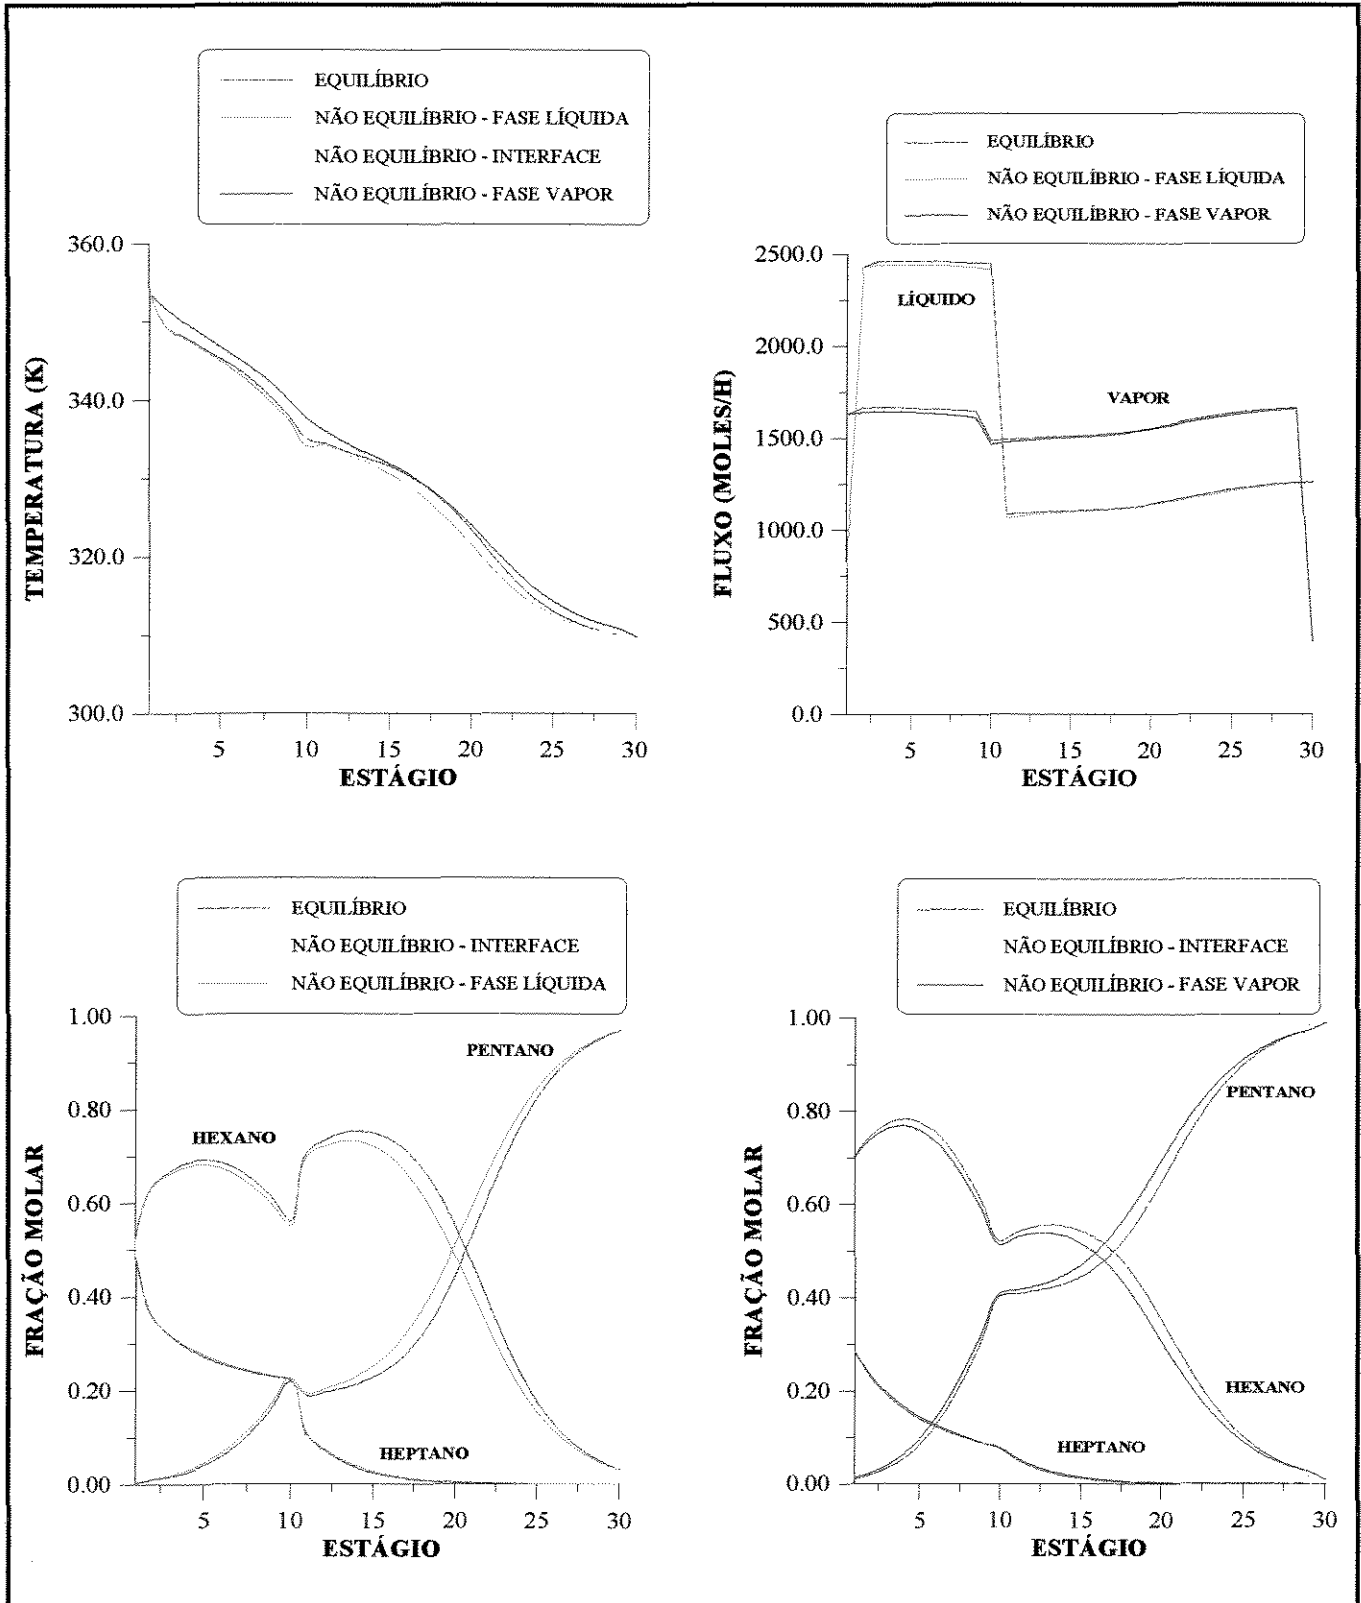 EQUILÍBRIO
NÃO EQUILÍBRIO - FASE LÍQUIDA
NÃO EQUILÍBRIO - INTERFACE
NÃO EQUILÍBRIO - FASE VAPOR
360.0
340.0
320.0
300.0
TEMPERATURA (K)
5 10 15 20 25 30
ESTÁGIO
EQUILÍBRIO
NÃO EQUILÍBRIO - FASE LÍQUIDA
NÃO EQUILÍBRIO - FASE VAPOR
2500.0
2000.0
1500.0
1000.0
500.0
0.0
FLUXO (MOLES/H)
LÍQUIDO
VAPOR
5 10 15 20 25 30
ESTÁGIO
EQUILÍBRIO
NÃO EQUILÍBRIO - INTERFACE
NÃO EQUILÍBRIO - FASE LÍQUIDA
1.00
0.80
0.60
0.40
0.20
0.00
FRAÇÃO MOLAR
PENTANO
HEXANO
HEPTANO
5 10 15 20 25 30
ESTÁGIO
EQUILÍBRIO
NÃO EQUILÍBRIO - INTERFACE
NÃO EQUILÍBRIO - FASE VAPOR
1.00
0.80
0.60
0.40
0.20
0.00
FRAÇÃO MOLAR
PENTANO
HEXANO
HEPTANO
5 10 15 20 25 30
ESTÁGIO